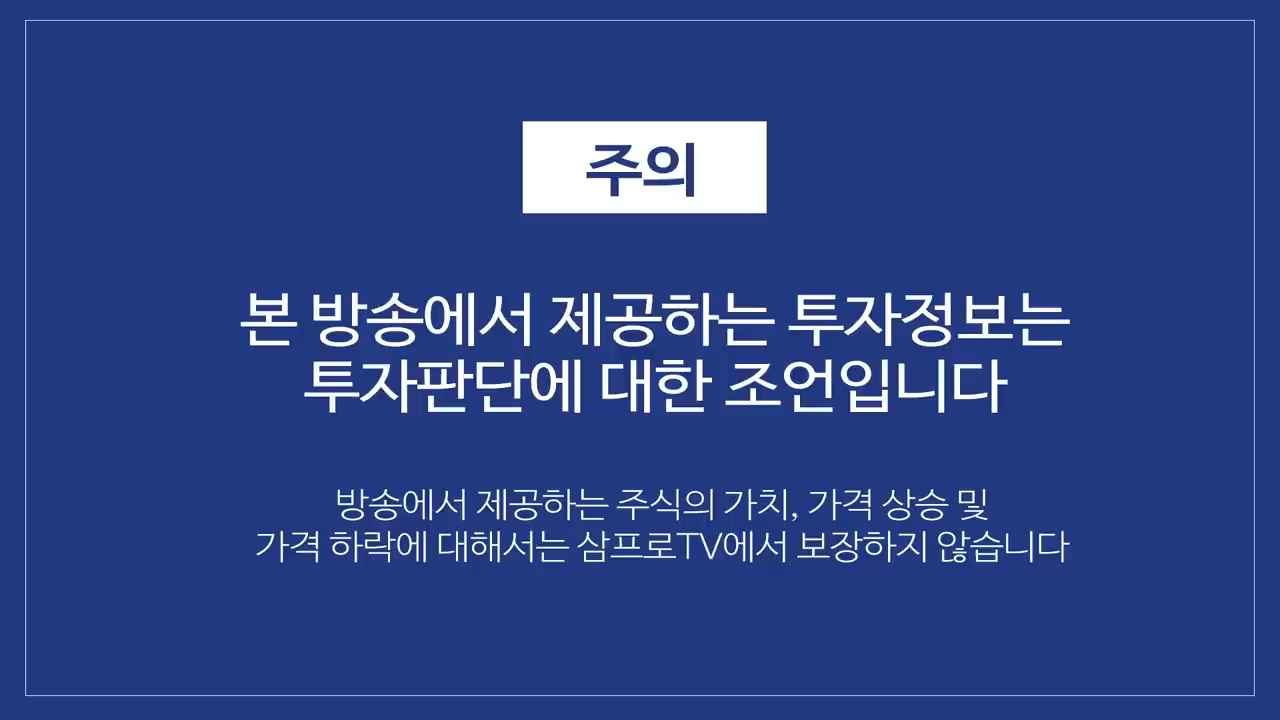 주의
본 방송에서 제공하는 투자정보는
투자판단에 대한 조언입니다
방송에서 제공하는 주식의 가치, 가격 상승 및
가격 하락에 대해서는 삼프로TV에서 보장하지 않습니다